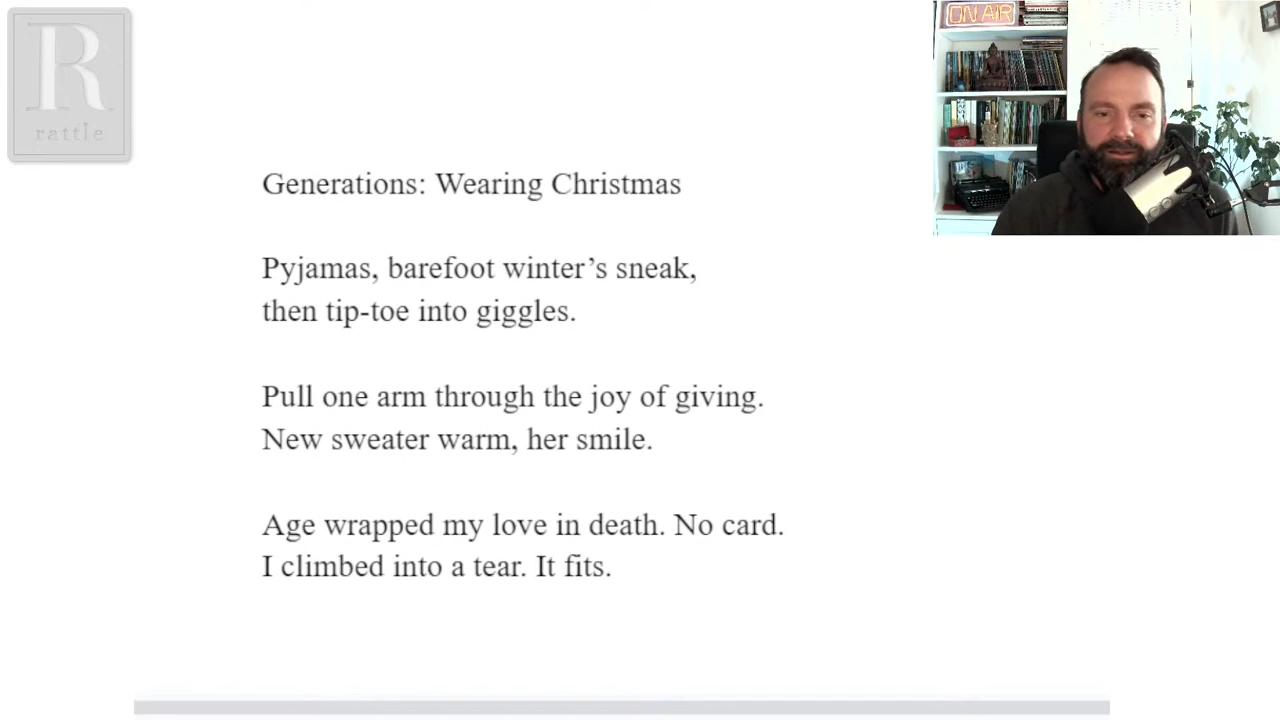 R
rattle
ON AIR
Generations: Wearing Christmas
Pyjamas, barefoot winter’s sneak,
then tip-toe into giggles.
Pull one arm through the joy of giving.
New sweater warm, her smile.
Age wrapped my love in death. No card.
I climbed into a tear. It fits.